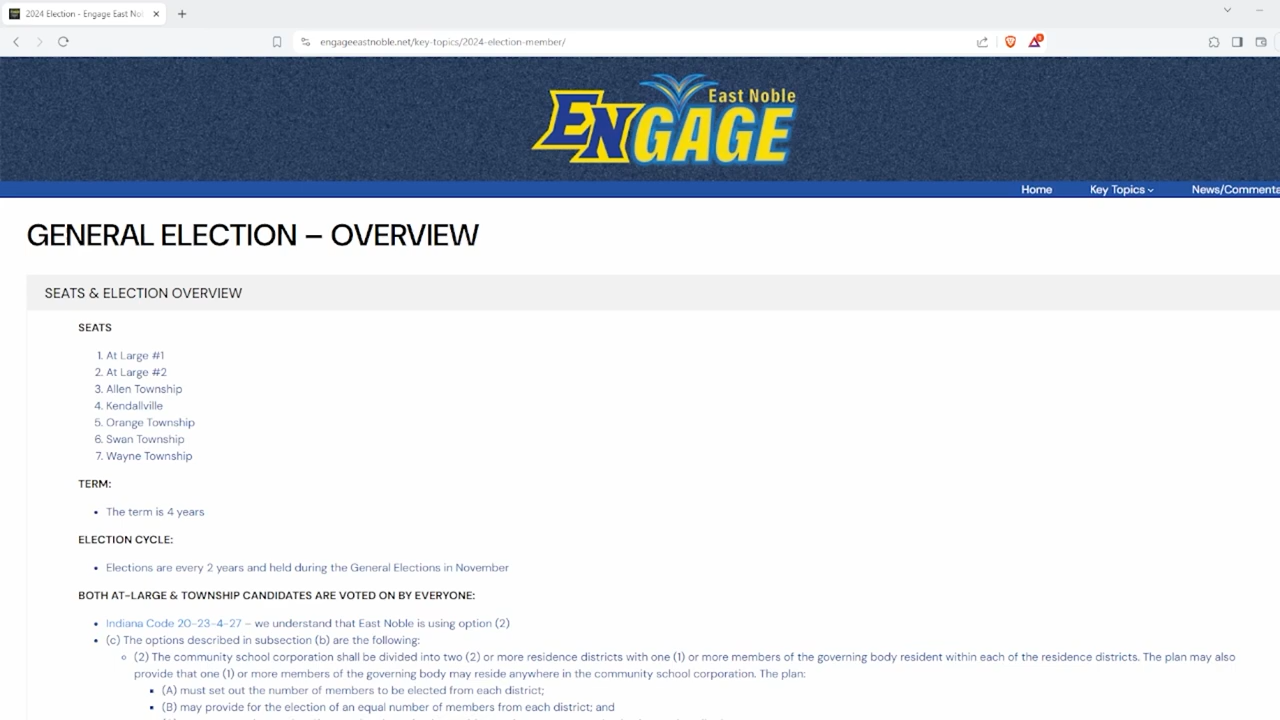 2024 Election - Engage East No
engageeastnoble.net/key-topics/2024-election-member/
East Noble
ENGAGE
Home Key Topics News/Commenta
GENERAL ELECTION – OVERVIEW
SEATS & ELECTION OVERVIEW
SEATS
1. At Large #1
2. At Large #2
3. Allen Township
4. Kendallville
5. Orange Township
6. Swan Township
7. Wayne Township
TERM:
• The term is 4 years
ELECTION CYCLE:
• Elections are every 2 years and held during the General Elections in November
BOTH AT-LARGE & TOWNSHIP CANDIDATES ARE VOTED ON BY EVERYONE:
• Indiana Code 20-23-4-27 – we understand that East Noble is using option (2)
• (c) The options described in subsection (b) are the following:
◦ (2) The community school corporation shall be divided into two (2) or more residence districts with one (1) or more members of the governing body resident within each of the residence districts. The plan may also
provide that one (1) or more members of the governing body may reside anywhere in the community school corporation. The plan:
▪ (A) must set out the number of members to be elected from each district;
▪ (B) may provide for the election of an equal number of members from each district; and